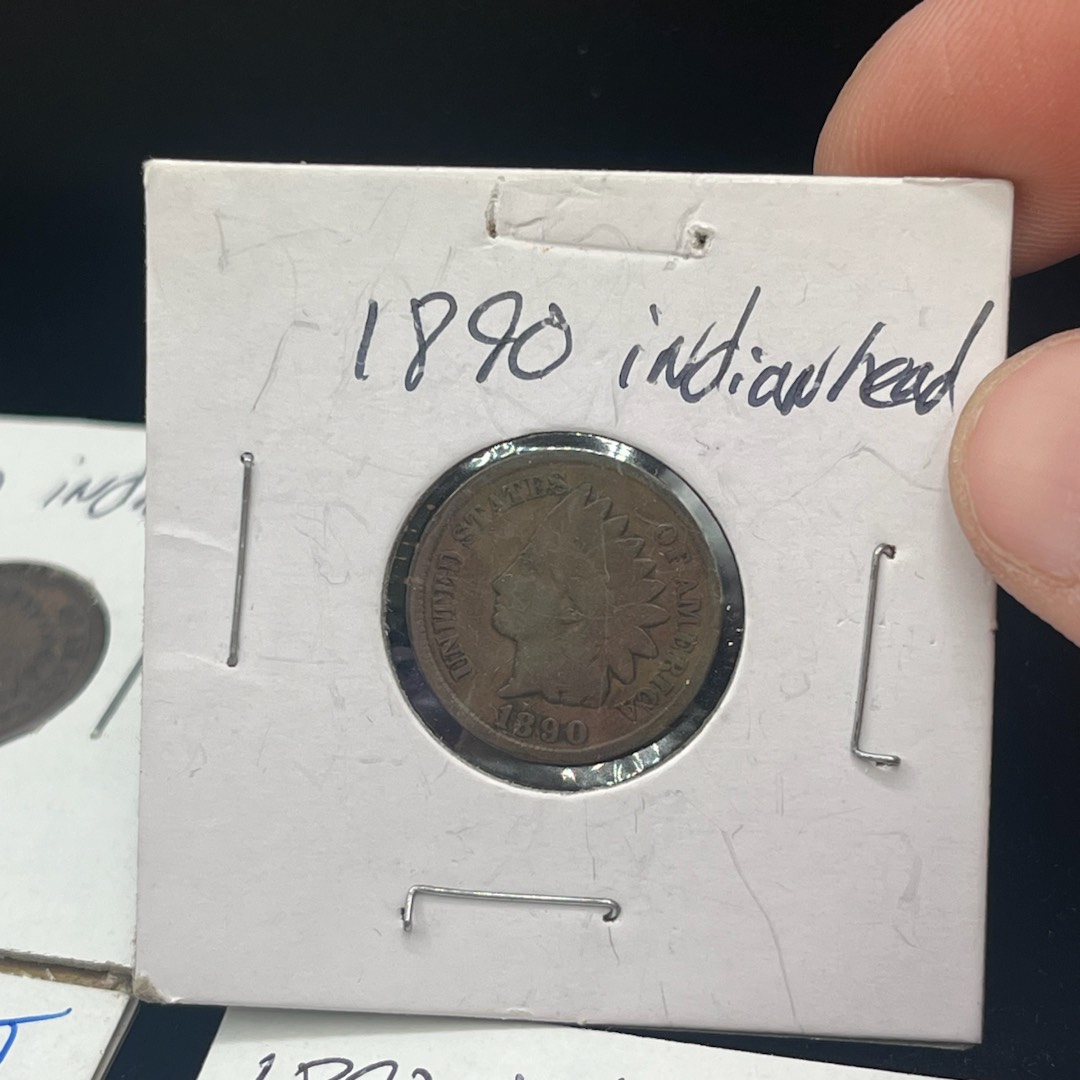 1890 indianhead
UNITED STATES OF AMERICA
1890